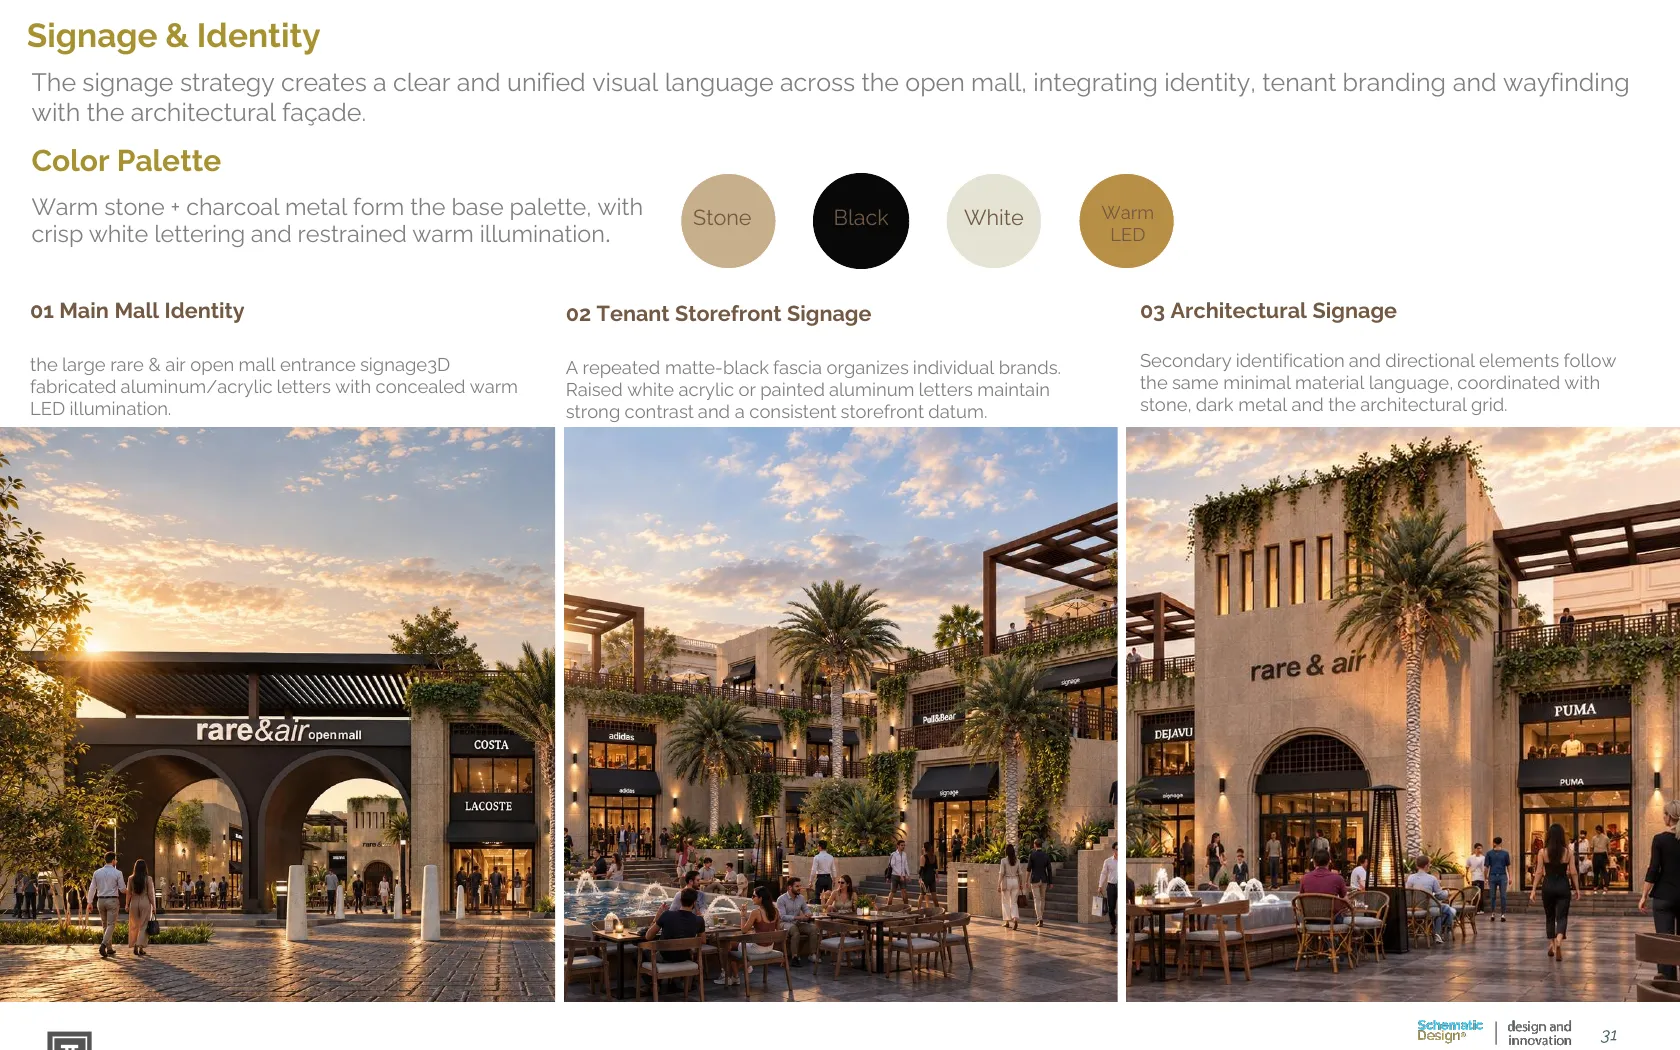 Signage & Identity
The signage strategy creates a clear and unified visual language across the open mall, integrating identity, tenant branding and wayfinding
with the architectural façade.
Color Palette
Warm stone + charcoal metal form the base palette, with
crisp white lettering and restrained warm illumination.
Stone
Black
White
Warm
LED
01 Main Mall Identity
the large rare & air open mall entrance signage3D
fabricated aluminum/acrylic letters with concealed warm
LED illumination.
02 Tenant Storefront Signage
A repeated matte-black fascia organizes individual brands.
Raised white acrylic or painted aluminum letters maintain
strong contrast and a consistent storefront datum.
03 Architectural Signage
Secondary identification and directional elements follow
the same minimal material language, coordinated with
stone, dark metal and the architectural grid.
rare&air open mall
COSTA
LACOSTE
rare & air
adidas
adidas
Pull&Bear
signage
signage
rare & air
DEJAVU
signage
PUMA
PUMA
Schematic
Design®
design and
innovation
31